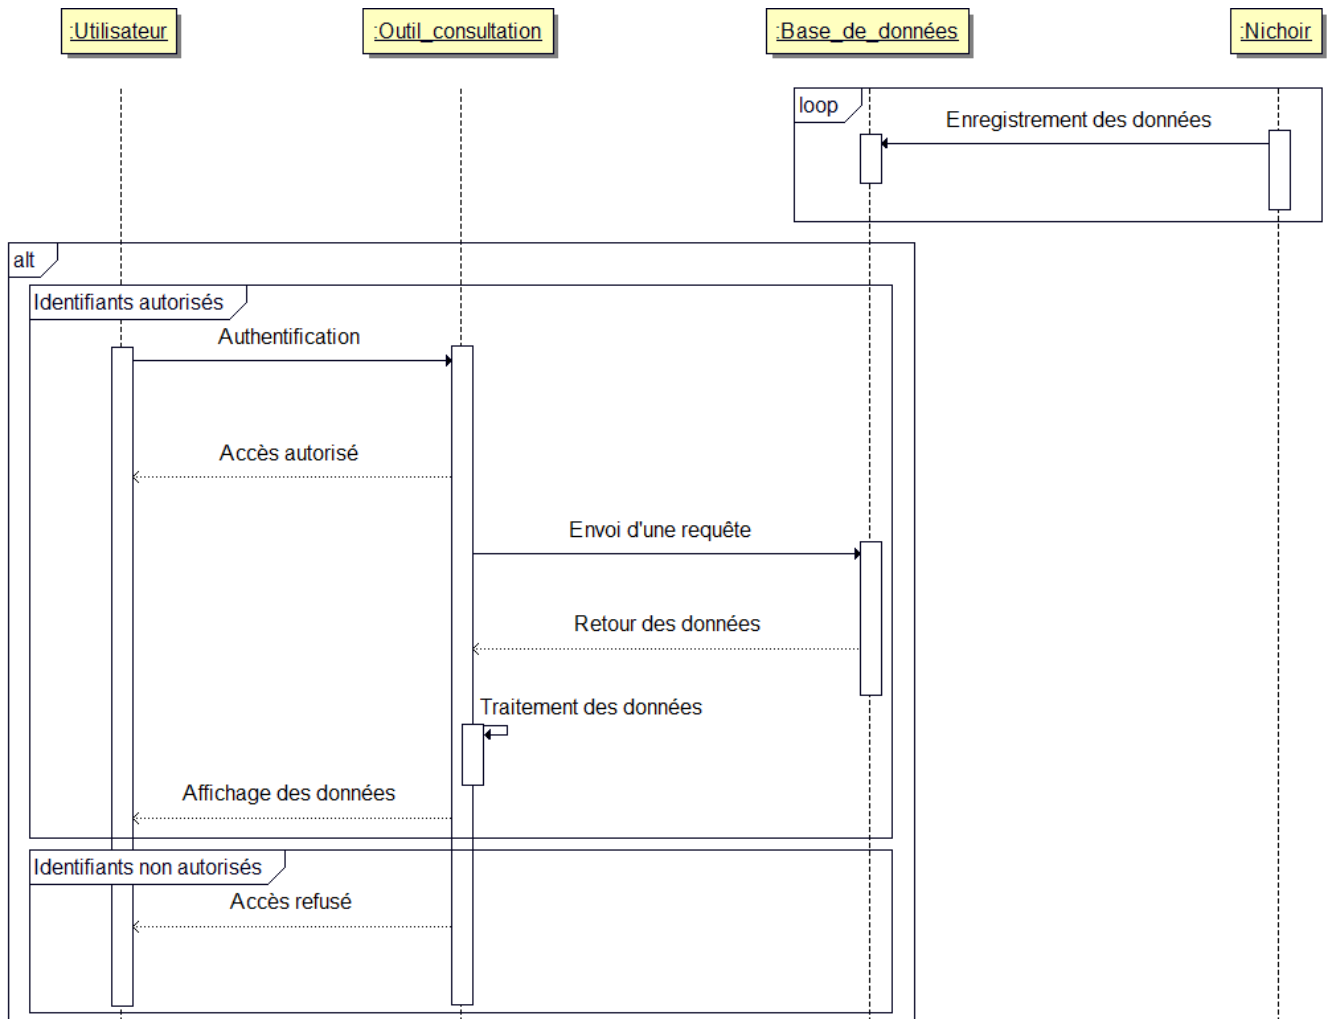 :Utilisateur
:Outil_consultation
:Base_de_données
:Nichoir
loop
Enregistrement des données
alt
Identifiants autorisés
Authentification
Accès autorisé
Envoi d'une requête
Retour des données
Traitement des données
Affichage des données
Identifiants non autorisés
Accès refusé